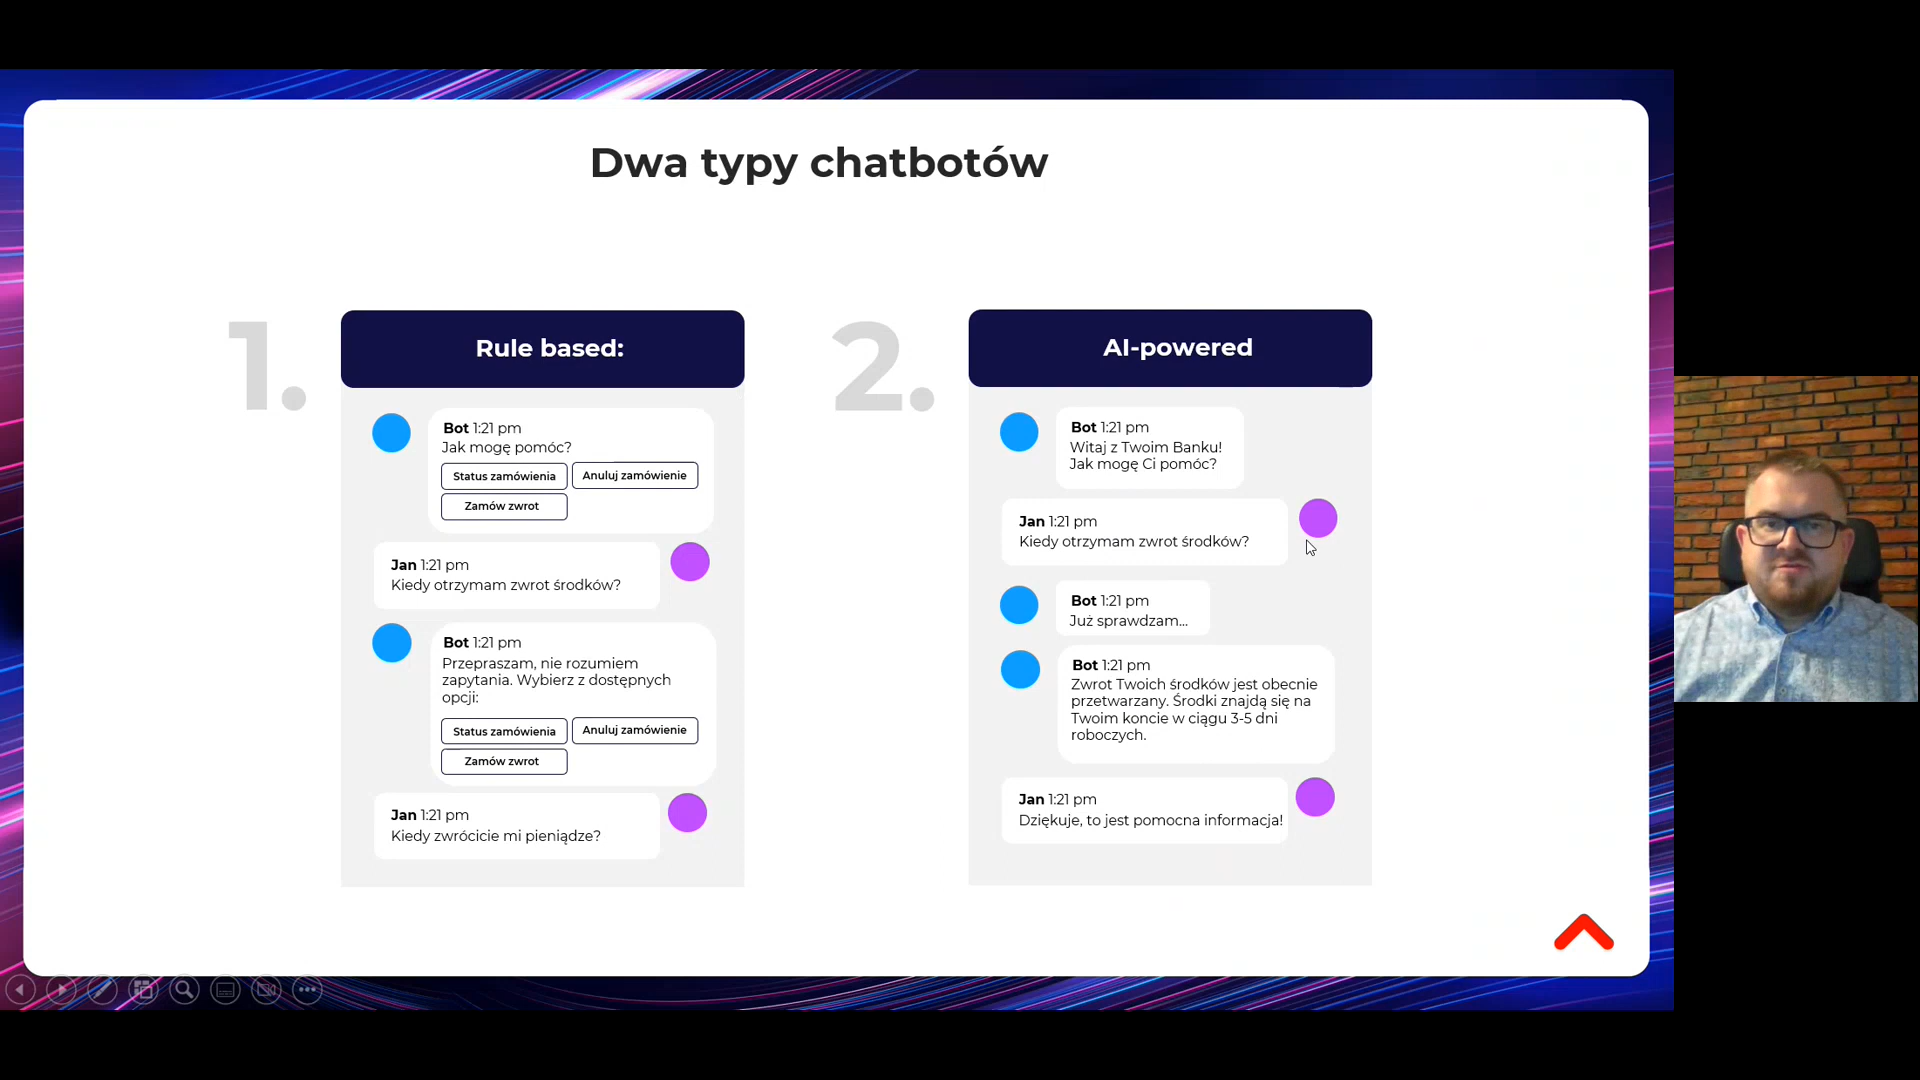 Dwa typy chatbotów
1.
Rule based:
Bot 1:21 pm
Jak mogę pomóc?
Status zamówienia
Anuluj zamówienie
Zamów zwrot
Jan 1:21 pm
Kiedy otrzymam zwrot środków?
Bot 1:21 pm
Przepraszam, nie rozumiem
zapytania. Wybierz z dostępnych
opcji:
Status zamówienia
Anuluj zamówienie
Zamów zwrot
Jan 1:21 pm
Kiedy zwrócicie mi pieniądze?
2.
AI-powered
Bot 1:21 pm
Witaj z Twoim Banku!
Jak mogę Ci pomóc?
Jan 1:21 pm
Kiedy otrzymam zwrot środków?
Bot 1:21 pm
Już sprawdzam...
Bot 1:21 pm
Zwrot Twoich środków jest obecnie
przetwarzany. Środki znajdą się na
Twoim koncie w ciągu 3-5 dni
roboczych.
Jan 1:21 pm
Dziękuje, to jest pomocna informacja!